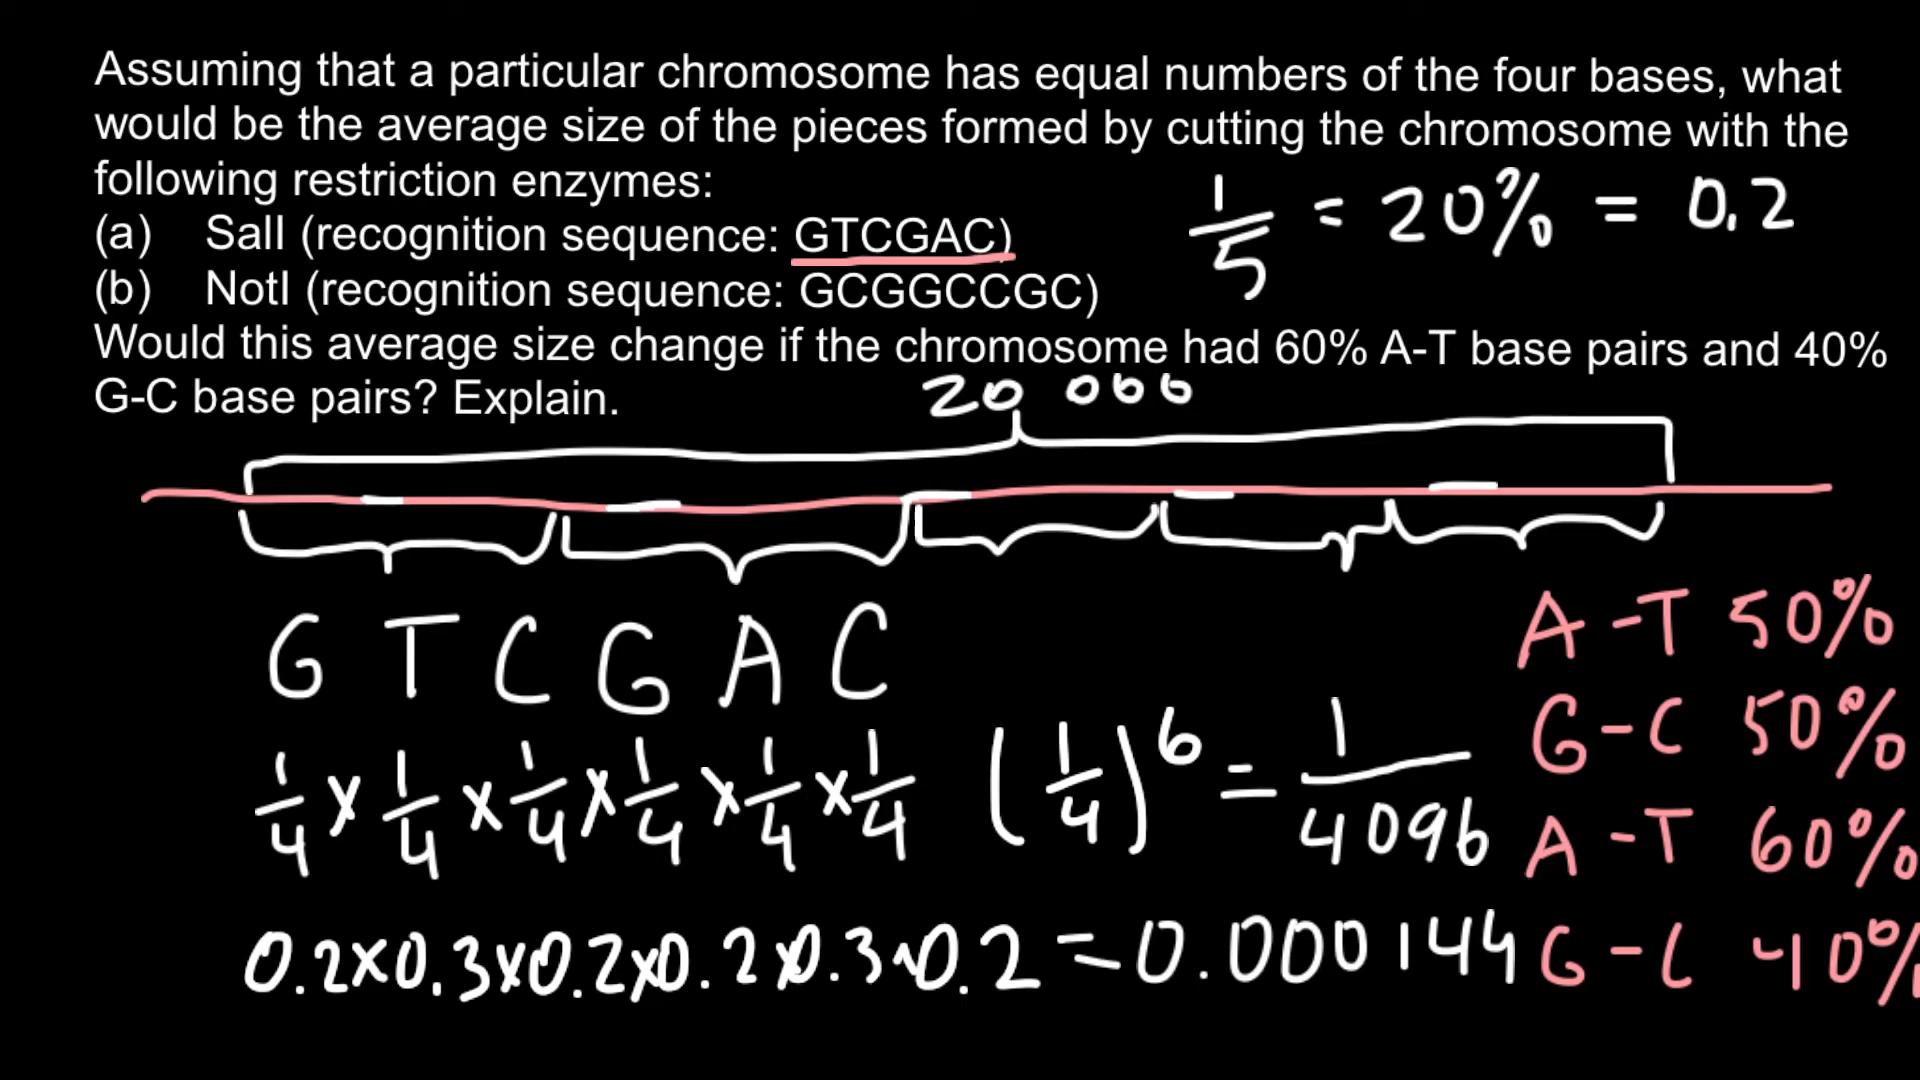 Assuming that a particular chromosome has equal numbers of the four bases, what
would be the average size of the pieces formed by cutting the chromosome with the
following restriction enzymes:
(a) SalI (recognition sequence: GTCGAC)
(b) NotI (recognition sequence: GCGGCCGC)
Would this average size change if the chromosome had 60% A-T base pairs and 40%
G-C base pairs? Explain.
1/5 = 20% = 0.2
20 000
G T C G A C
1/4 x 1/4 x 1/4 x 1/4 x 1/4 x 1/4 (1/4)^6 = 1/4096
0.2x0.3x0.2x0.2x0.3x0.2 = 0.000144
A-T 50%
G-C 50%
A-T 60%
G-C 40%